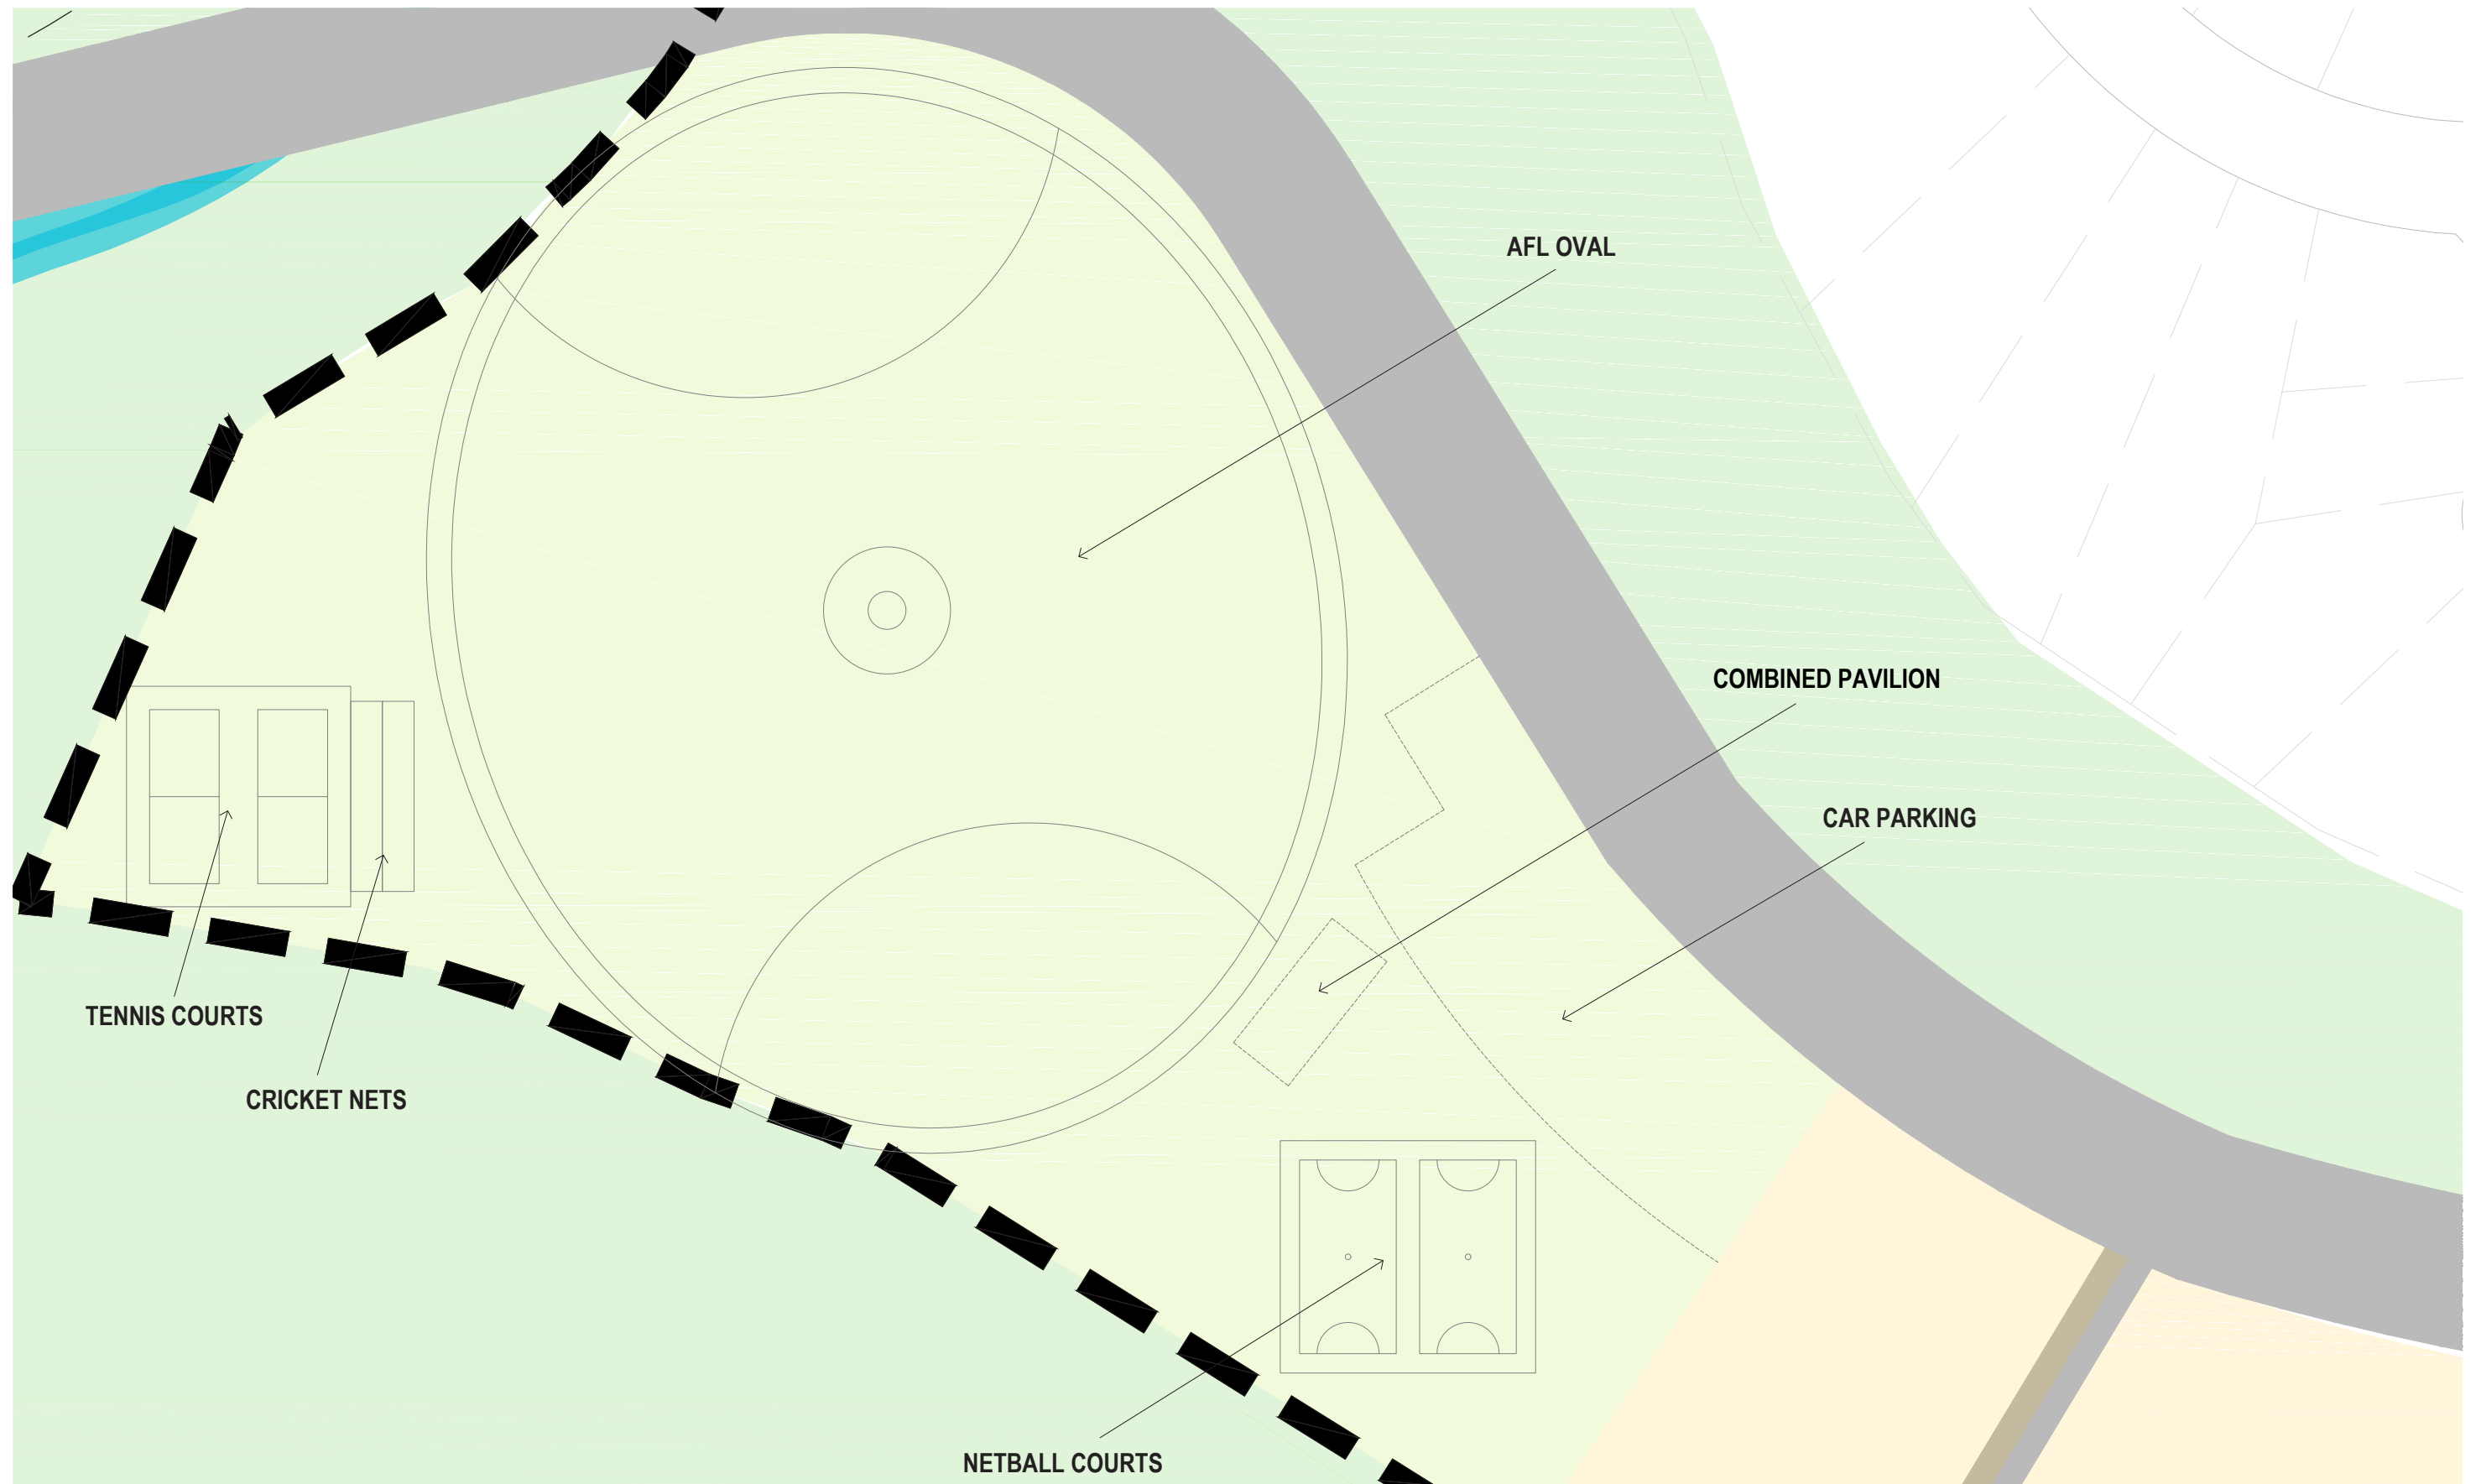 AFL OVAL
COMBINED PAVILION
CAR PARKING
TENNIS COURTS
CRICKET NETS
NETBALL COURTS